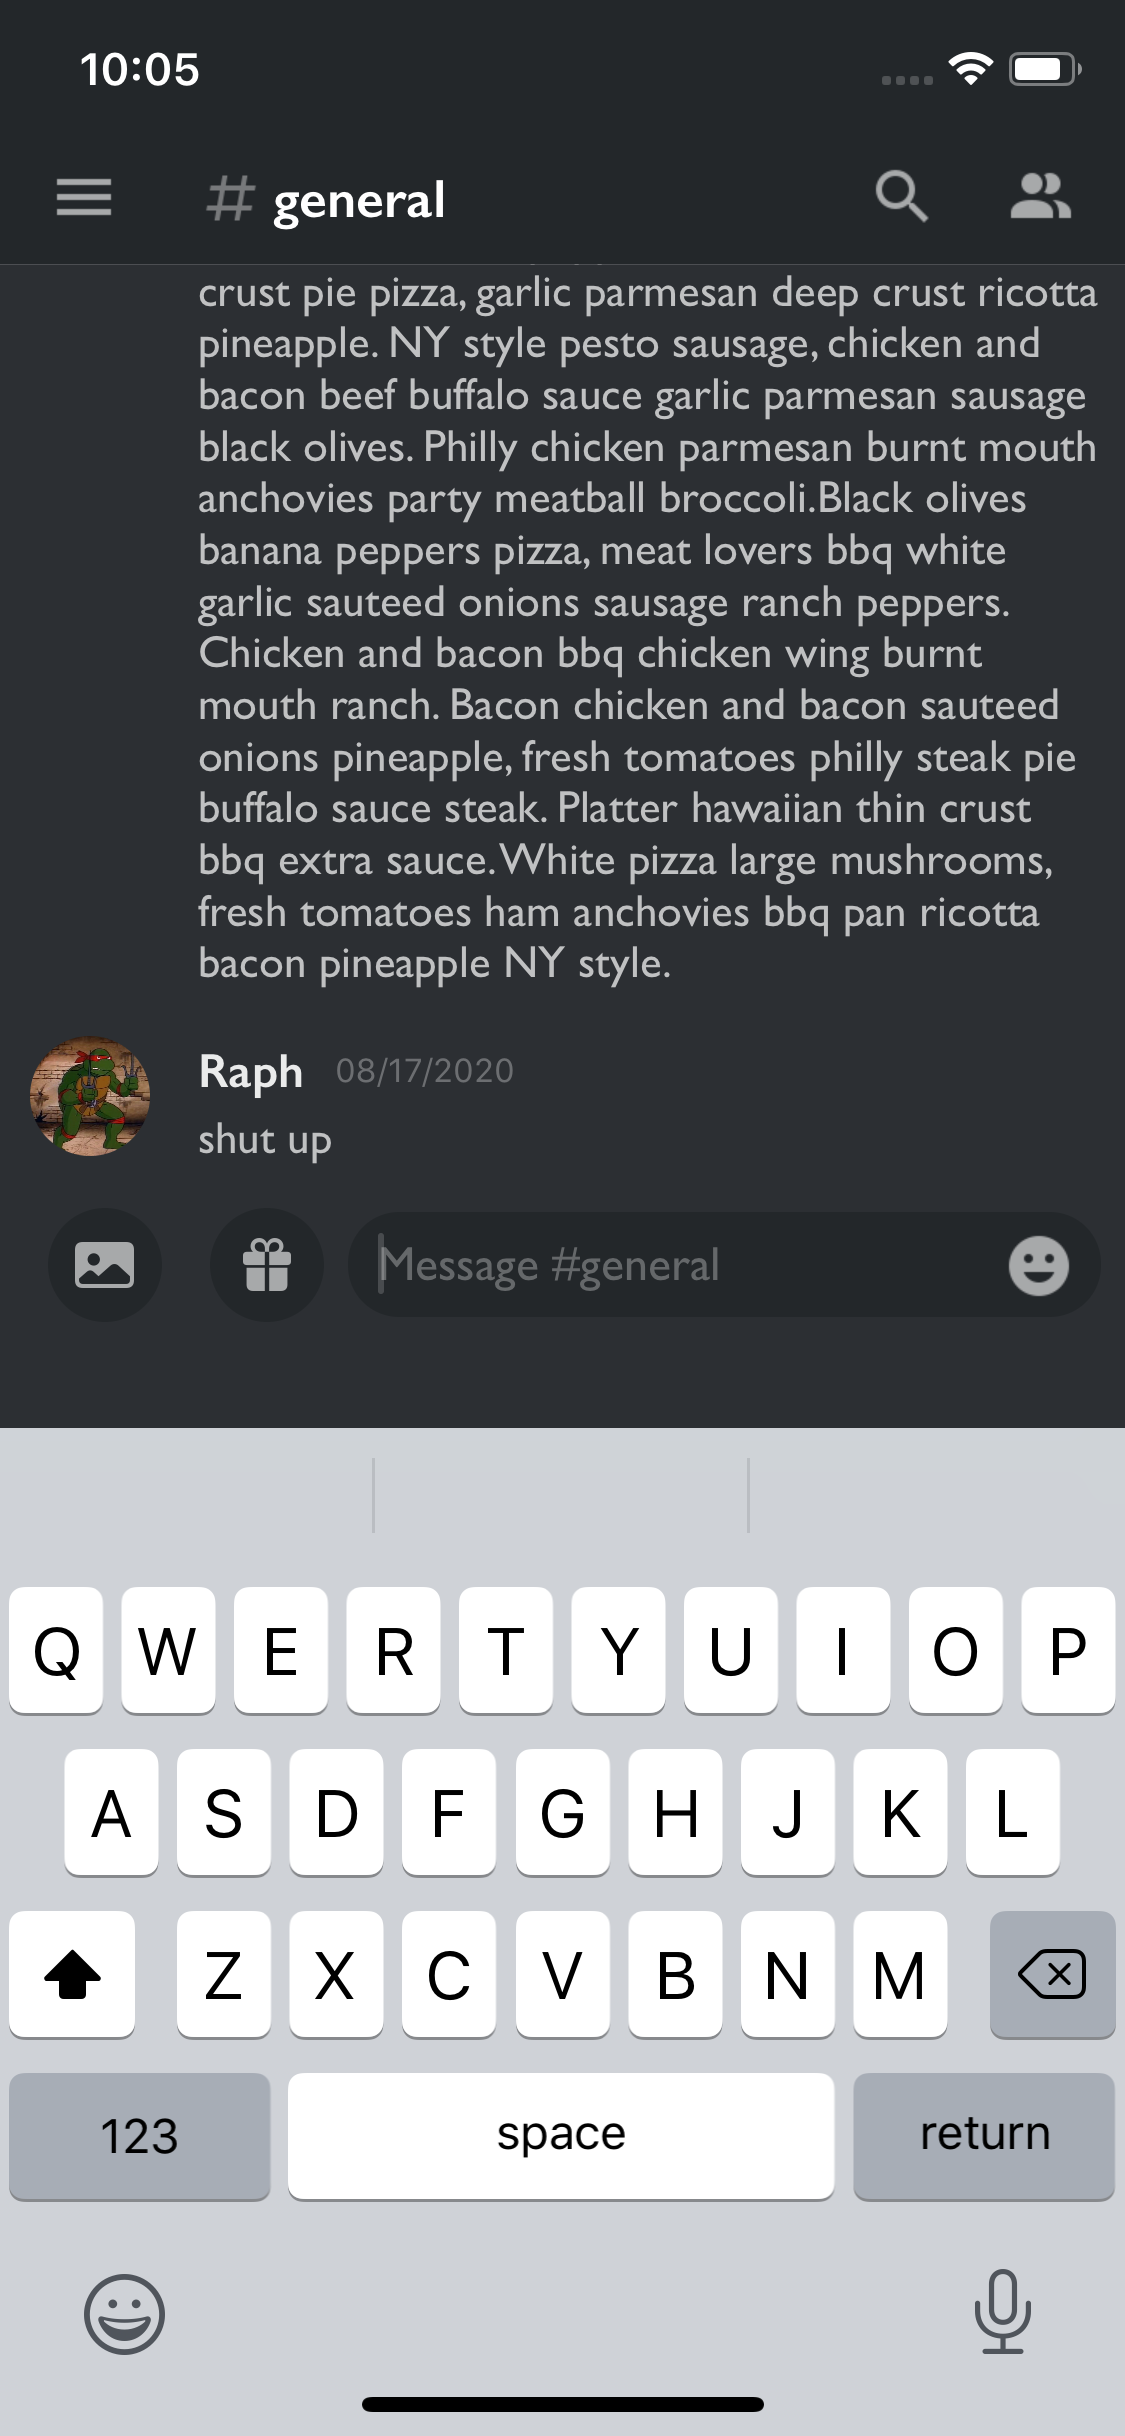 10:05
# general
crust pie pizza, garlic parmesan deep crust ricotta
pineapple. NY style pesto sausage, chicken and
bacon beef buffalo sauce garlic parmesan sausage
black olives. Philly chicken parmesan burnt mouth
anchovies party meatball broccoli.Black olives
banana peppers pizza, meat lovers bbq white
garlic sauteed onions sausage ranch peppers.
Chicken and bacon bbq chicken wing burnt
mouth ranch. Bacon chicken and bacon sauteed
onions pineapple, fresh tomatoes philly steak pie
buffalo sauce steak. Platter hawaiian thin crust
bbq extra sauce.White pizza large mushrooms,
fresh tomatoes ham anchovies bbq pan ricotta
bacon pineapple NY style.
Raph 08/17/2020
shut up
Message #general
Q W E R T Y U I O P
A S D F G H J K L
Z X C V B N M
123 space return